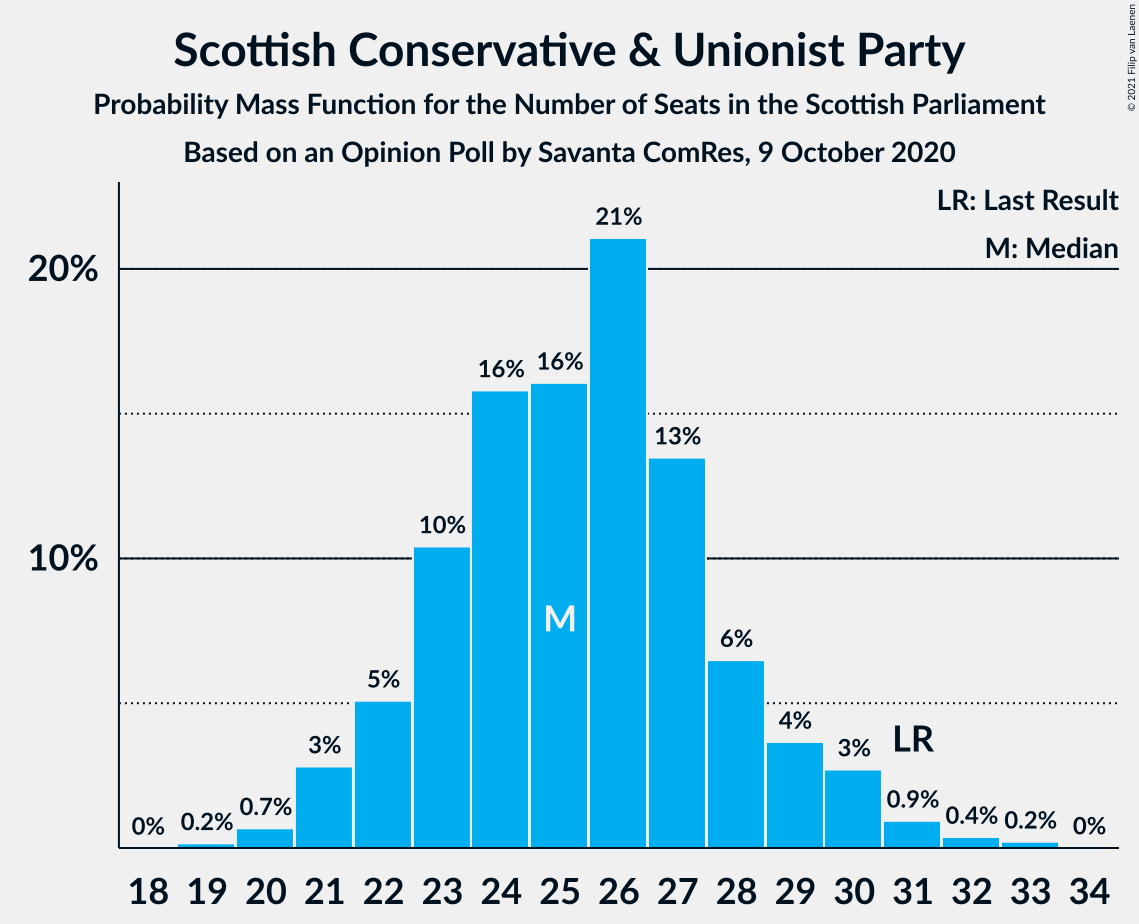 Scottish Conservative & Unionist Party
Probability Mass Function for the Number of Seats in the Scottish Parliament
Based on an Opinion Poll by Savanta ComRes, 9 October 2020
© 2021 Filip van Laenen
LR: Last Result
M: Median
20%
10%
0%
0.2%
0.7%
3%
5%
10%
16%
16%
21%
13%
6%
4%
3%
0.9%
0.4%
0.2%
0%
M
LR
18 19 20 21 22 23 24 25 26 27 28 29 30 31 32 33 34